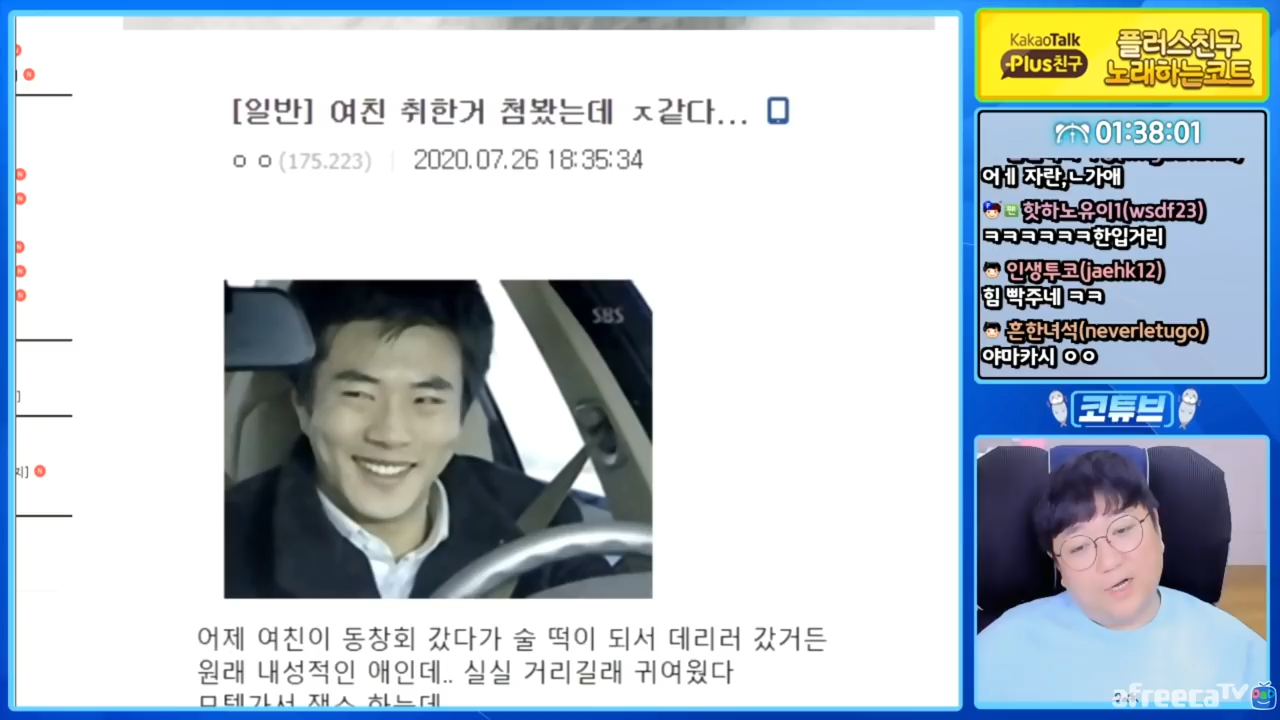 [일반] 여친 취한거 첨봤는데 ㅈ같다...
ㅇㅇ(175.223) 2020.07.26 18:35:34
SBS
어제 여친이 동창회 갔다가 술 떡이 되서 데리러 갔거든
원래 내성적인 애인데.. 실실 거리길래 귀여웠다
지]
KakaoTalk
Plus친구
플러스친구
노래하는코트
01:38:01
어ㅔ 자란,ㄴ가애
핫하노유이1(wsdf23)
ㅋㅋㅋㅋㅋㅋ한입거리
인생투코(jaehk12)
힘 빡주네 ㅋㅋ
흔한녀석(neverletugo)
야마카시 ㅇㅇ
코튜브
afreecaTV